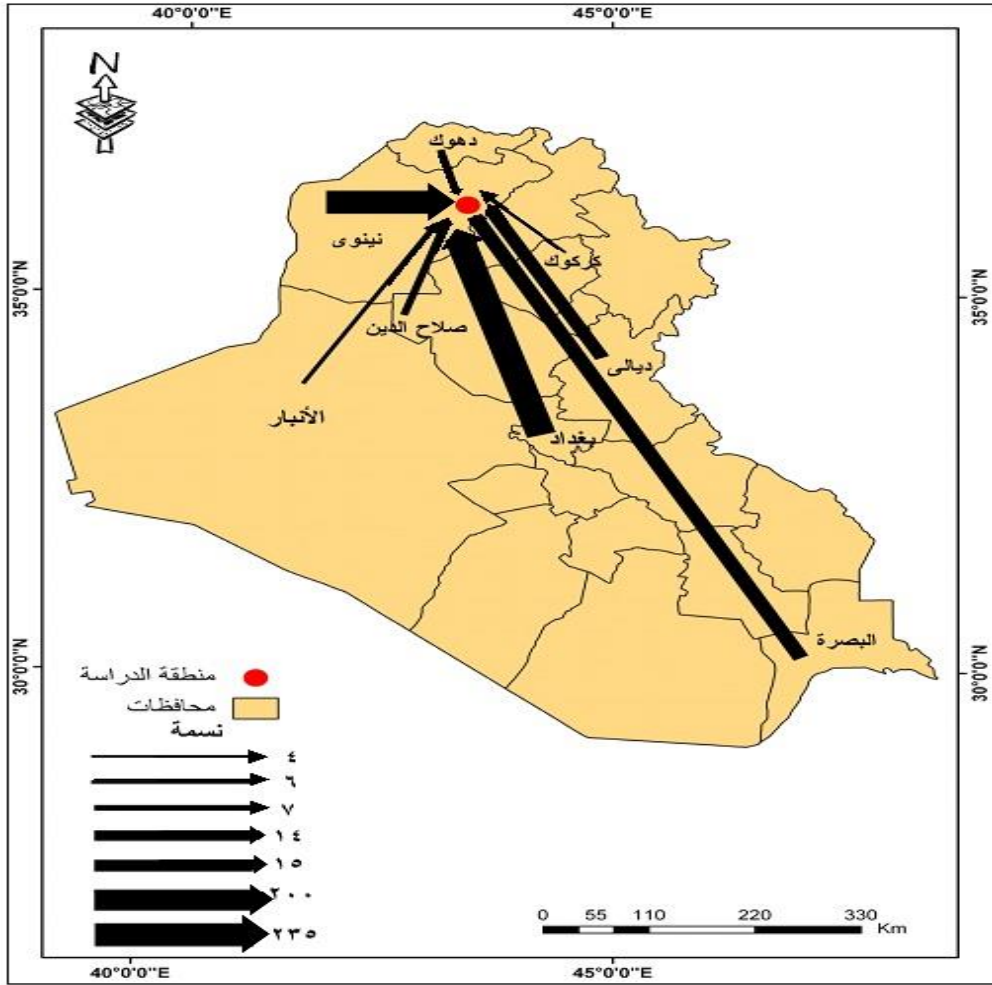 40°0'0"E
45°0'0"E
N
دهوك
نينوى
كركوك
35°0'0"N
35°0'0"N
صلاح الدين
ديالى
الأنبار
بغداد
البصرة
30°0'0"N
30°0'0"N
منطقة الدراسة
محافظات
نسمة
٤
٦
٧
١٤
١٥
٢٠٠
٢٣٥
0 55 110 220 330
Km
40°0'0"E
45°0'0"E